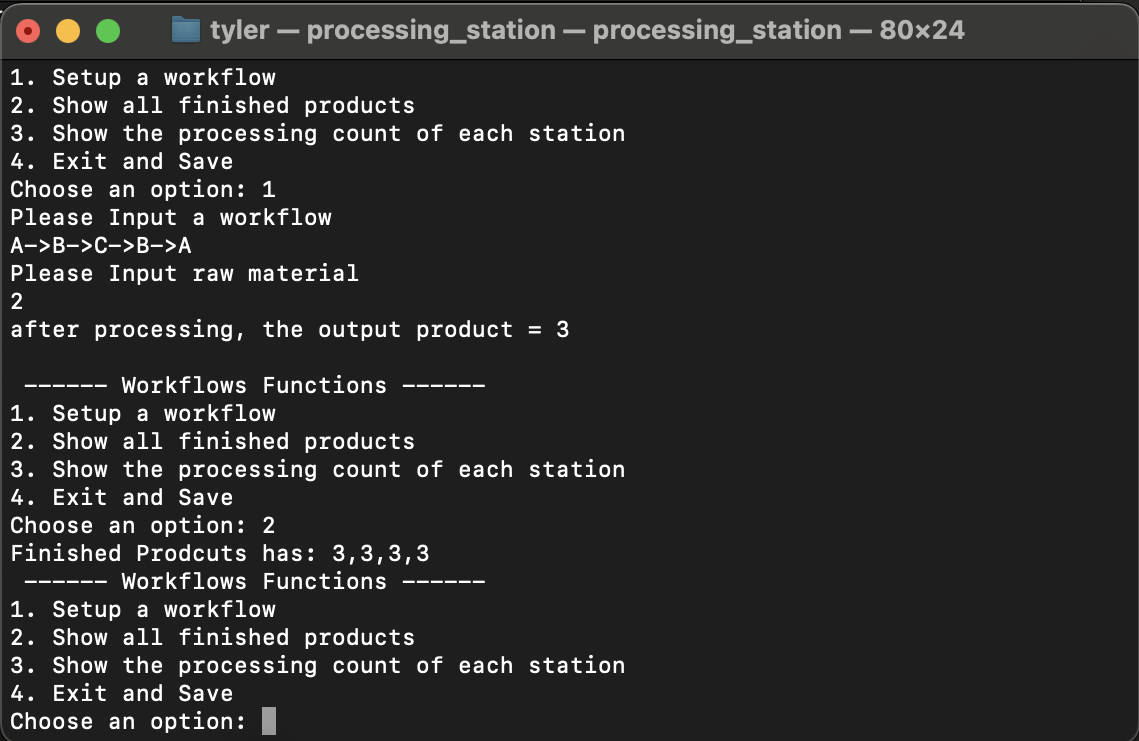 tyler — processing_station — processing_station — 80×24
1. Setup a workflow
2. Show all finished products
3. Show the processing count of each station
4. Exit and Save
Choose an option: 1
Please Input a workflow
A->B->C->B->A
Please Input raw material
2
after processing, the output product = 3
------ Workflows Functions ------
1. Setup a workflow
2. Show all finished products
3. Show the processing count of each station
4. Exit and Save
Choose an option: 2
Finished Prodcuts has: 3,3,3,3
------ Workflows Functions ------
1. Setup a workflow
2. Show all finished products
3. Show the processing count of each station
4. Exit and Save
Choose an option: